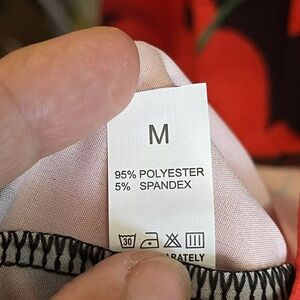 M
95% POLYESTER
5% SPANDEX
30